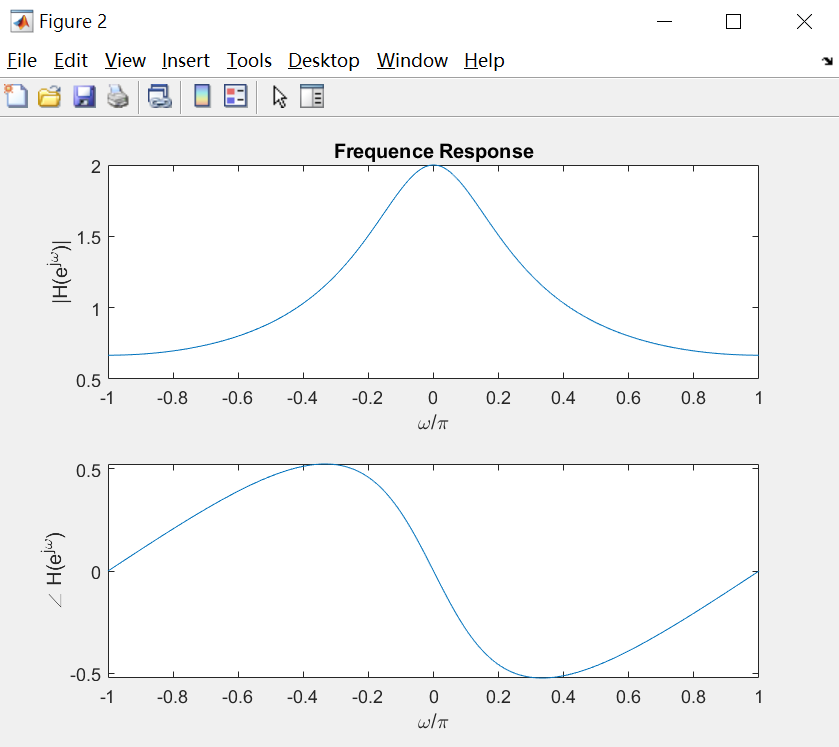 Figure 2
File Edit View Insert Tools Desktop Window Help
Frequence Response
|H(e^jω)|
2
1.5
1
0.5
-1 -0.8 -0.6 -0.4 -0.2 0 0.2 0.4 0.6 0.8 1
ω/π
∠ H(e^jω)
0.5
0
-0.5
-1 -0.8 -0.6 -0.4 -0.2 0 0.2 0.4 0.6 0.8 1
ω/π